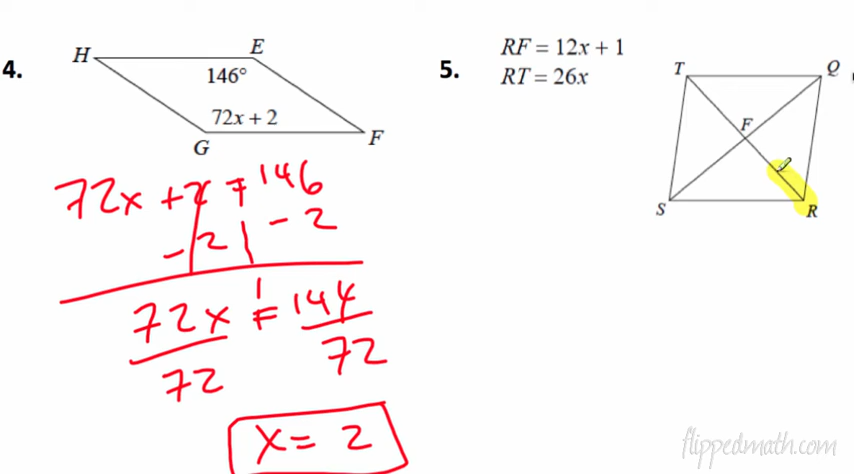 4.
H
E
146°
72x + 2
G
F
72x + 2 = 146
- 2 - 2
72x = 144
72 72
x = 2
5.
RF = 12x + 1
RT = 26x
T
Q
F
S
R
flippedmath.com